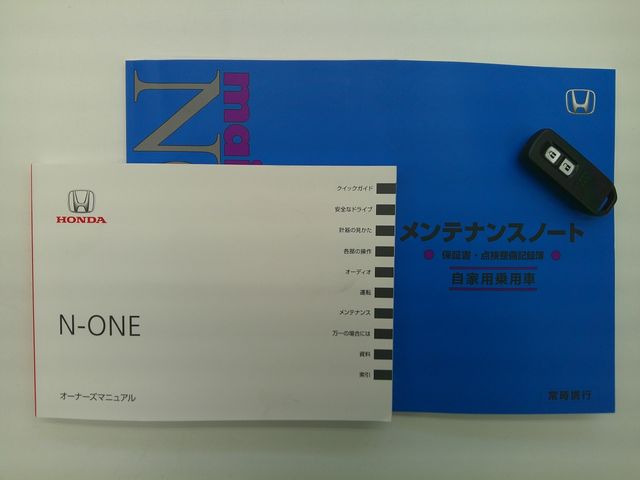 mai
N
HONDA
N-ONE
オーナーズマニュアル
クイックガイド
安全なドライブ
計器の見かた
各部の操作
オーディオ
運転
メンテナンス
万一の場合には
資料
索引
メンテナンスノート
保証書・点検整備記録簿
自家用乗用車
常時携行